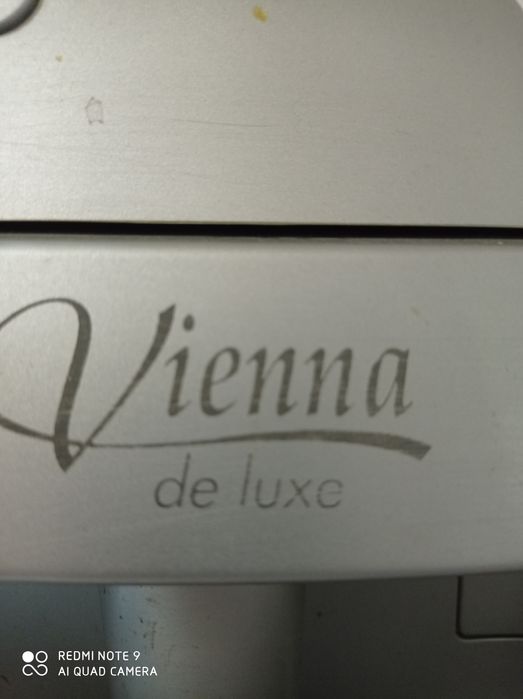 Vienna
de luxe
REDMI NOTE 9
AI QUAD CAMERA